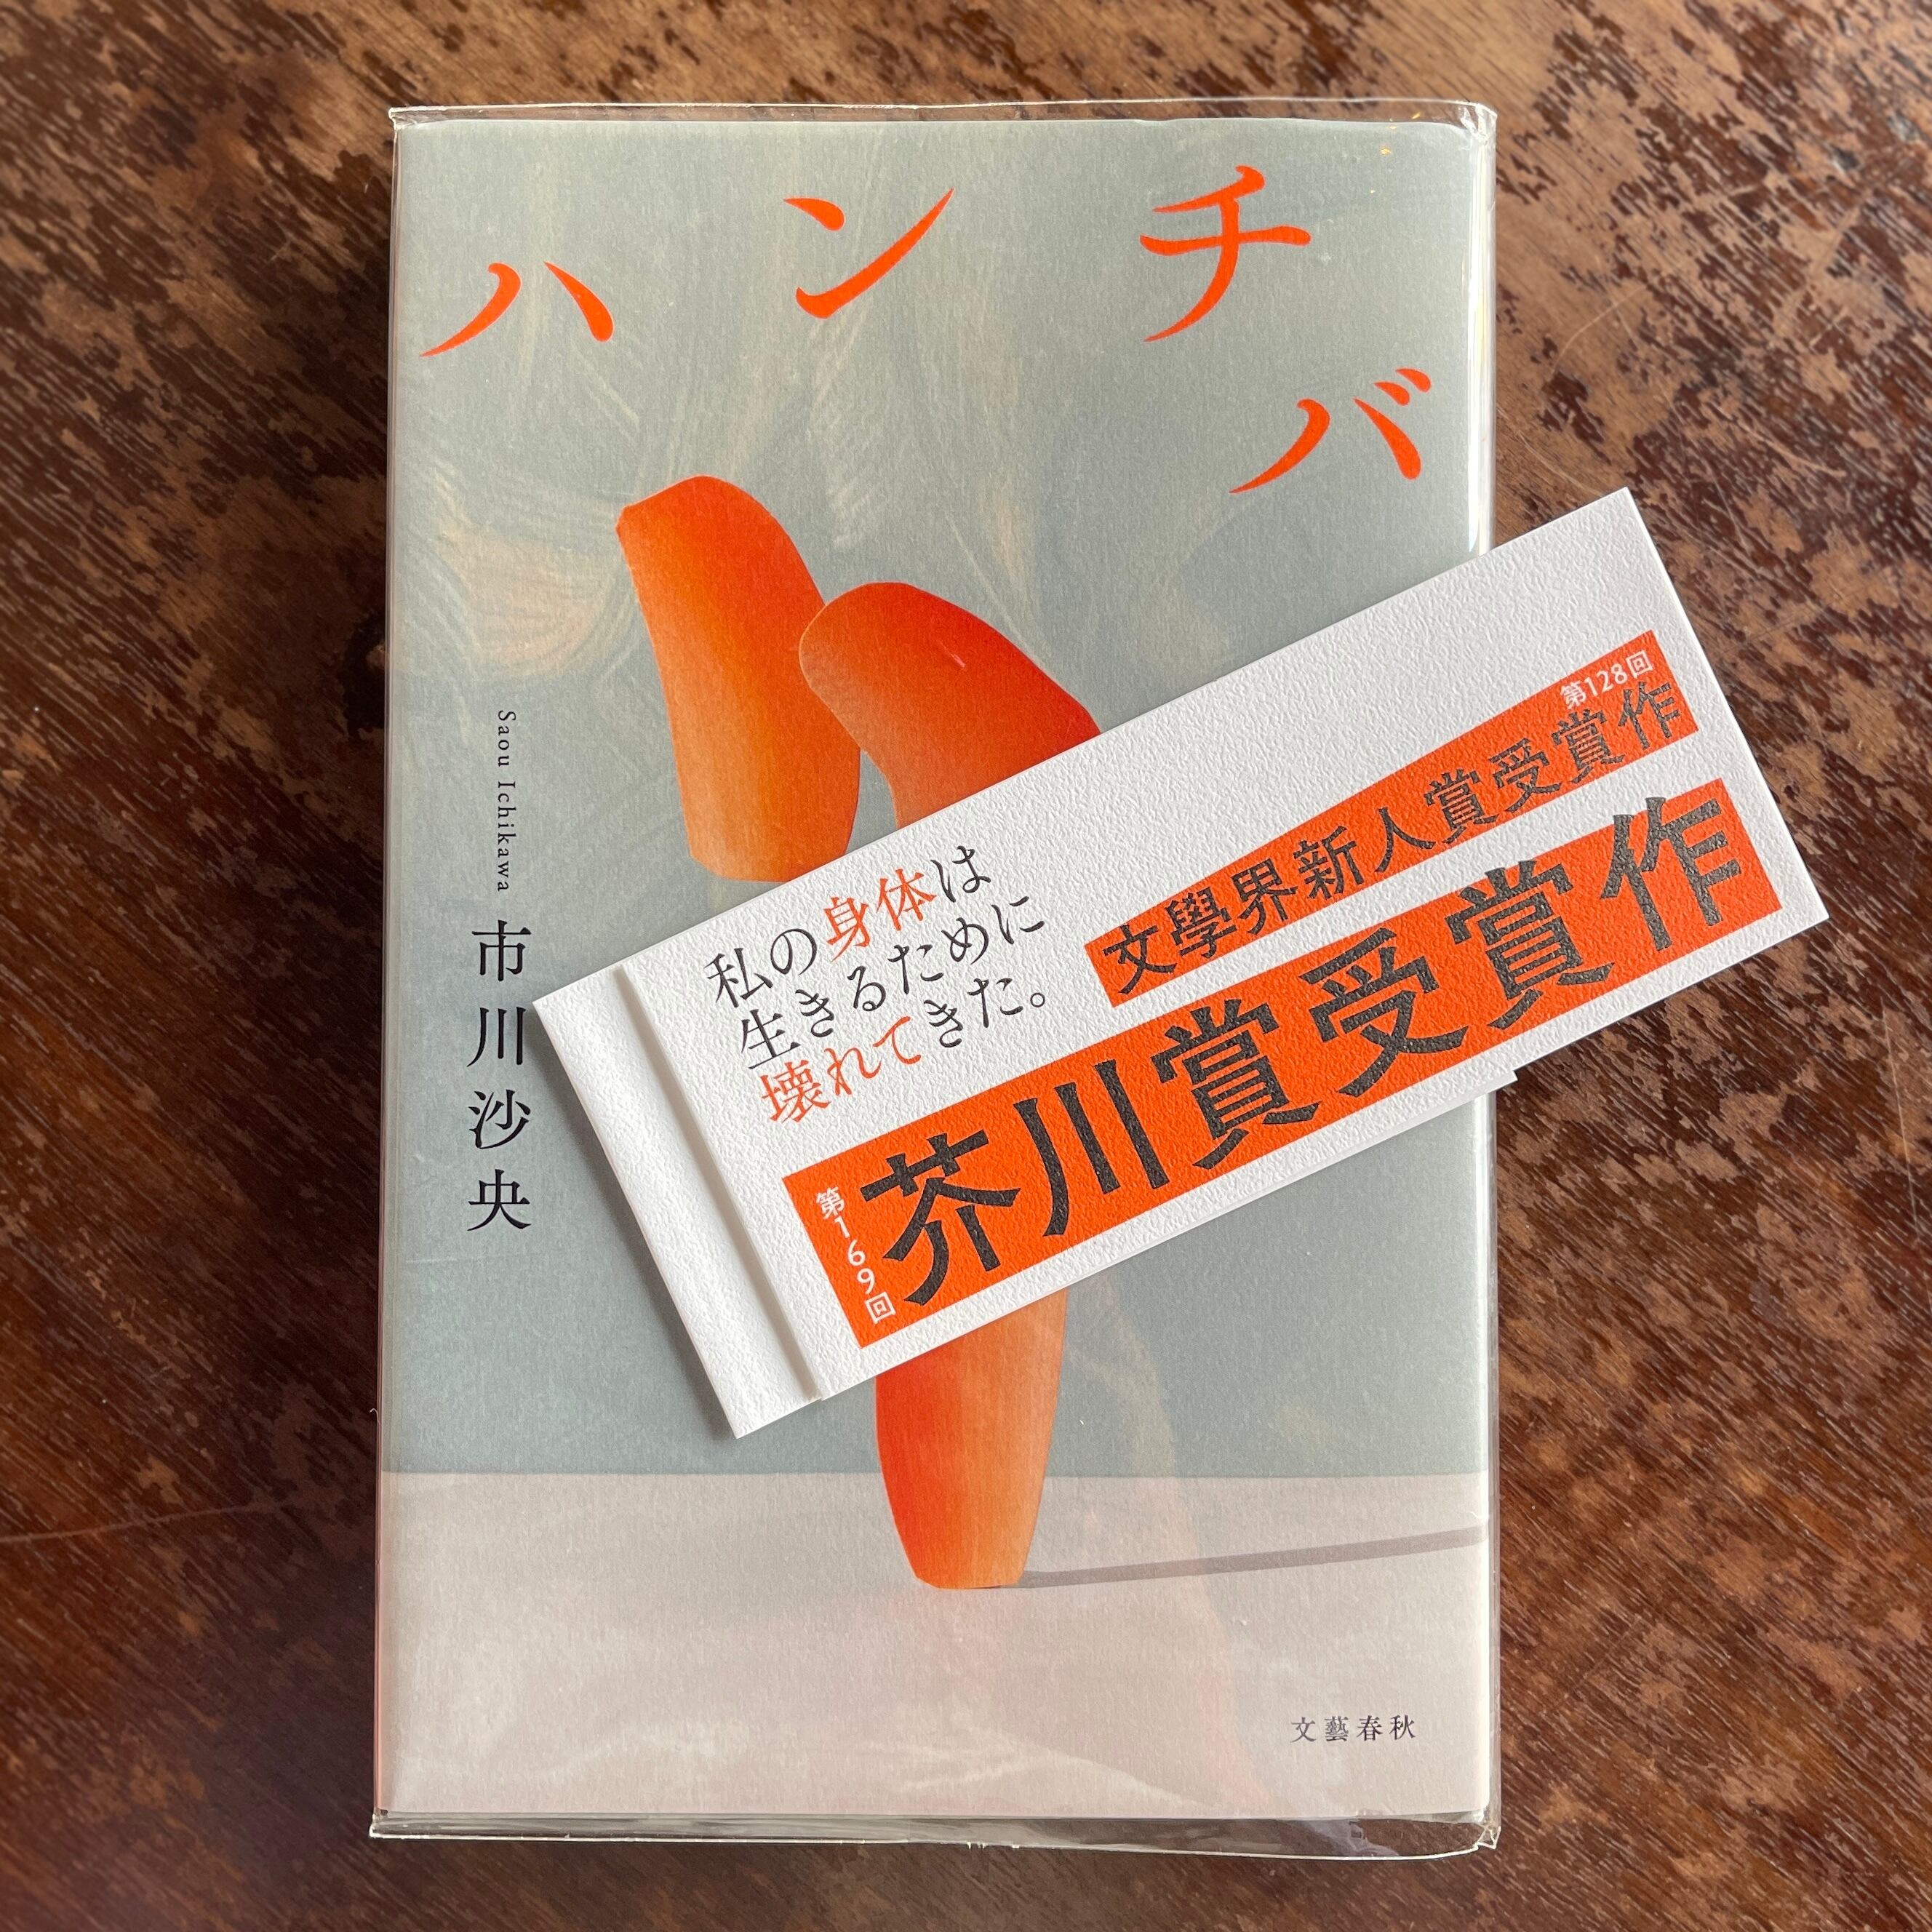 ハンチバ
Saou Ichikawa 市川沙央
私の身体は
生きるために
壊れてきた。
第128回
文學界新人賞受賞作
第169回
芥川賞受賞作
文藝春秋